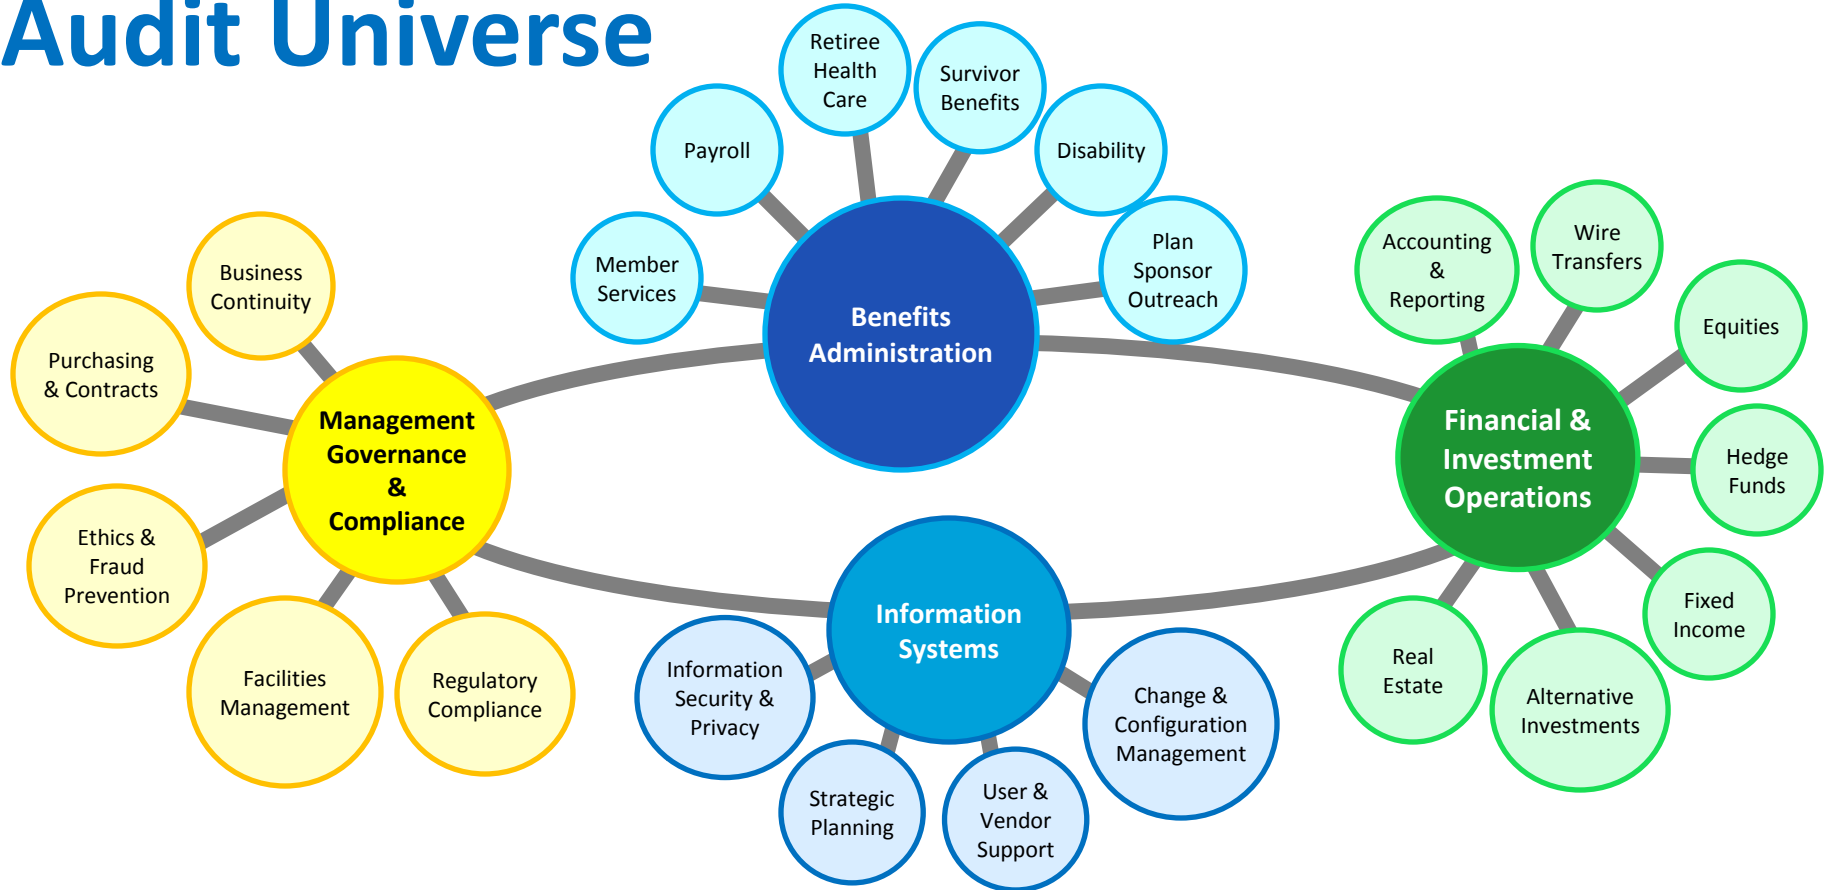 Audit Universe
Retiree
Health
Care
Survivor
Benefits
Payroll
Disability
Member
Services
Plan
Sponsor
Outreach
Benefits
Administration
Business
Continuity
Purchasing
& Contracts
Management
Governance
&
Compliance
Ethics &
Fraud
Prevention
Facilities
Management
Regulatory
Compliance
Accounting
&
Reporting
Wire
Transfers
Equities
Financial &
Investment
Operations
Hedge
Funds
Fixed
Income
Real
Estate
Alternative
Investments
Information
Systems
Information
Security &
Privacy
Strategic
Planning
User &
Vendor
Support
Change &
Configuration
Management